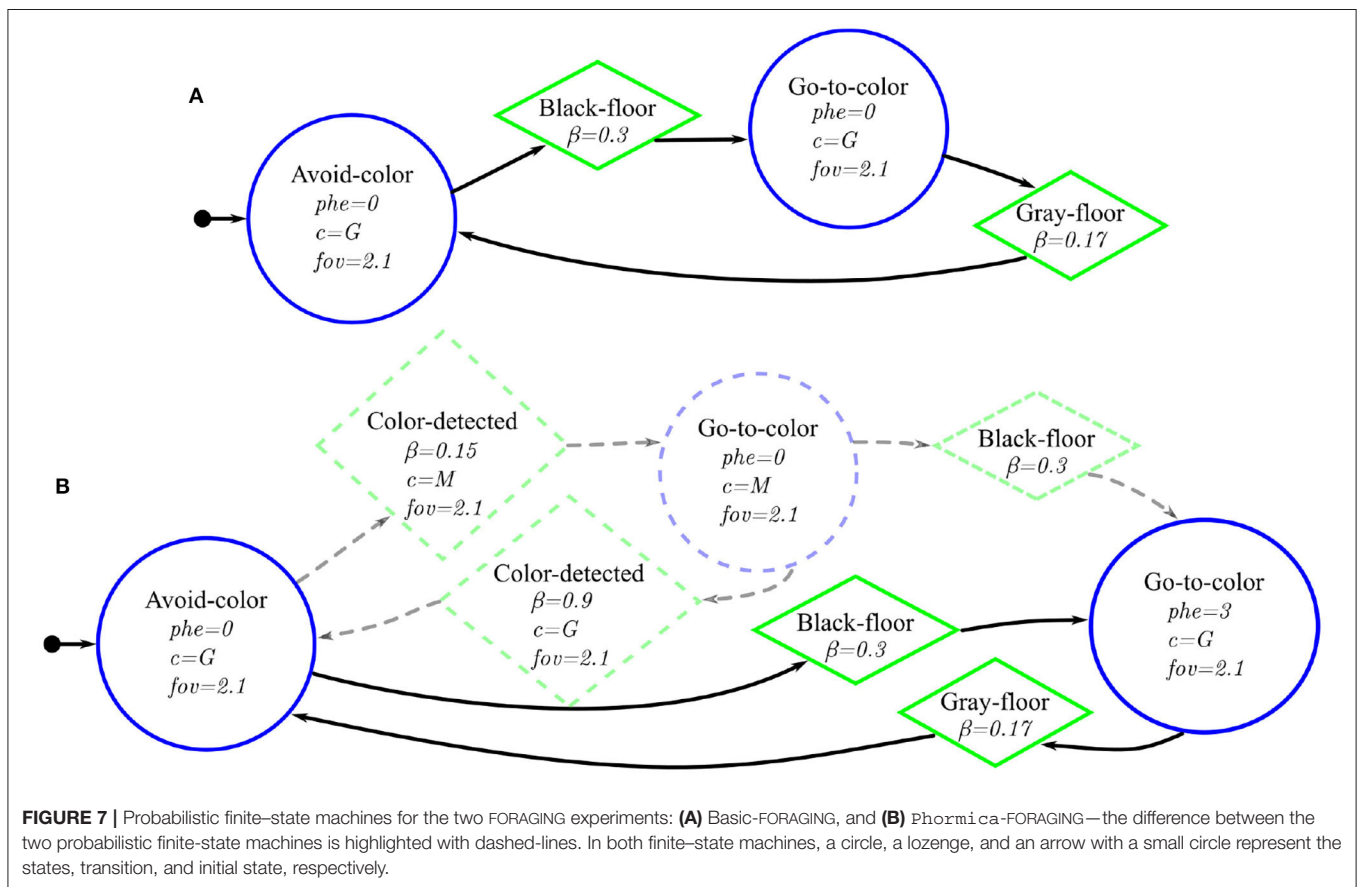 A
Avoid-color
phe=0
c=G
fov=2.1
Black-floor
β=0.3
Go-to-color
phe=0
c=G
fov=2.1
Gray-floor
β=0.17
B
Avoid-color
phe=0
c=G
fov=2.1
Color-detected
β=0.15
c=M
fov=2.1
Go-to-color
phe=0
c=M
fov=2.1
Black-floor
β=0.3
Color-detected
β=0.9
c=G
fov=2.1
Black-floor
β=0.3
Go-to-color
phe=3
c=G
fov=2.1
Gray-floor
β=0.17
FIGURE 7 | Probabilistic finite–state machines for the two FORAGING experiments: (A) Basic-FORAGING, and (B) Phormica-FORAGING—the difference between the
two probabilistic finite-state machines is highlighted with dashed-lines. In both finite–state machines, a circle, a lozenge, and an arrow with a small circle represent the
states, transition, and initial state, respectively.